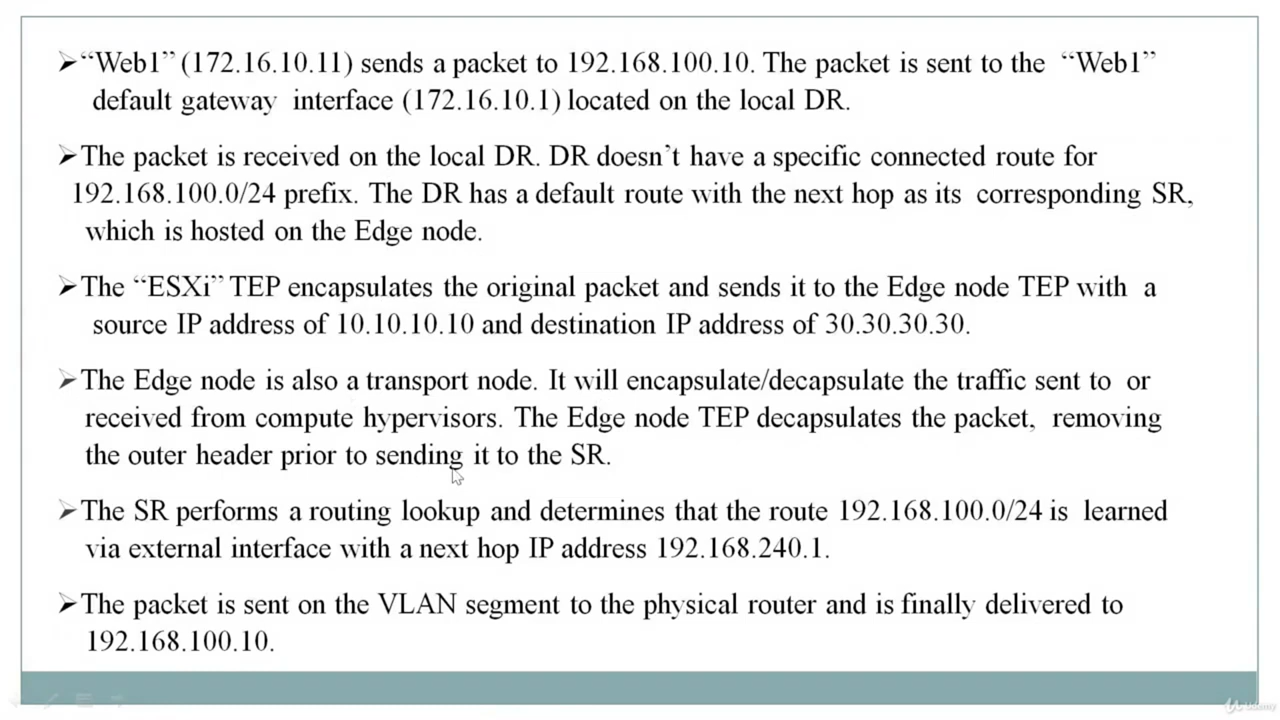 ➢“Web1” (172.16.10.11) sends a packet to 192.168.100.10. The packet is sent to the “Web1”
default gateway interface (172.16.10.1) located on the local DR.
➢The packet is received on the local DR. DR doesn’t have a specific connected route for
192.168.100.0/24 prefix. The DR has a default route with the next hop as its corresponding SR,
which is hosted on the Edge node.
➢The “ESXi” TEP encapsulates the original packet and sends it to the Edge node TEP with a
source IP address of 10.10.10.10 and destination IP address of 30.30.30.30.
➢The Edge node is also a transport node. It will encapsulate/decapsulate the traffic sent to or
received from compute hypervisors. The Edge node TEP decapsulates the packet, removing
the outer header prior to sending it to the SR.
➢The SR performs a routing lookup and determines that the route 192.168.100.0/24 is learned
via external interface with a next hop IP address 192.168.240.1.
➢The packet is sent on the VLAN segment to the physical router and is finally delivered to
192.168.100.10.
Udemy